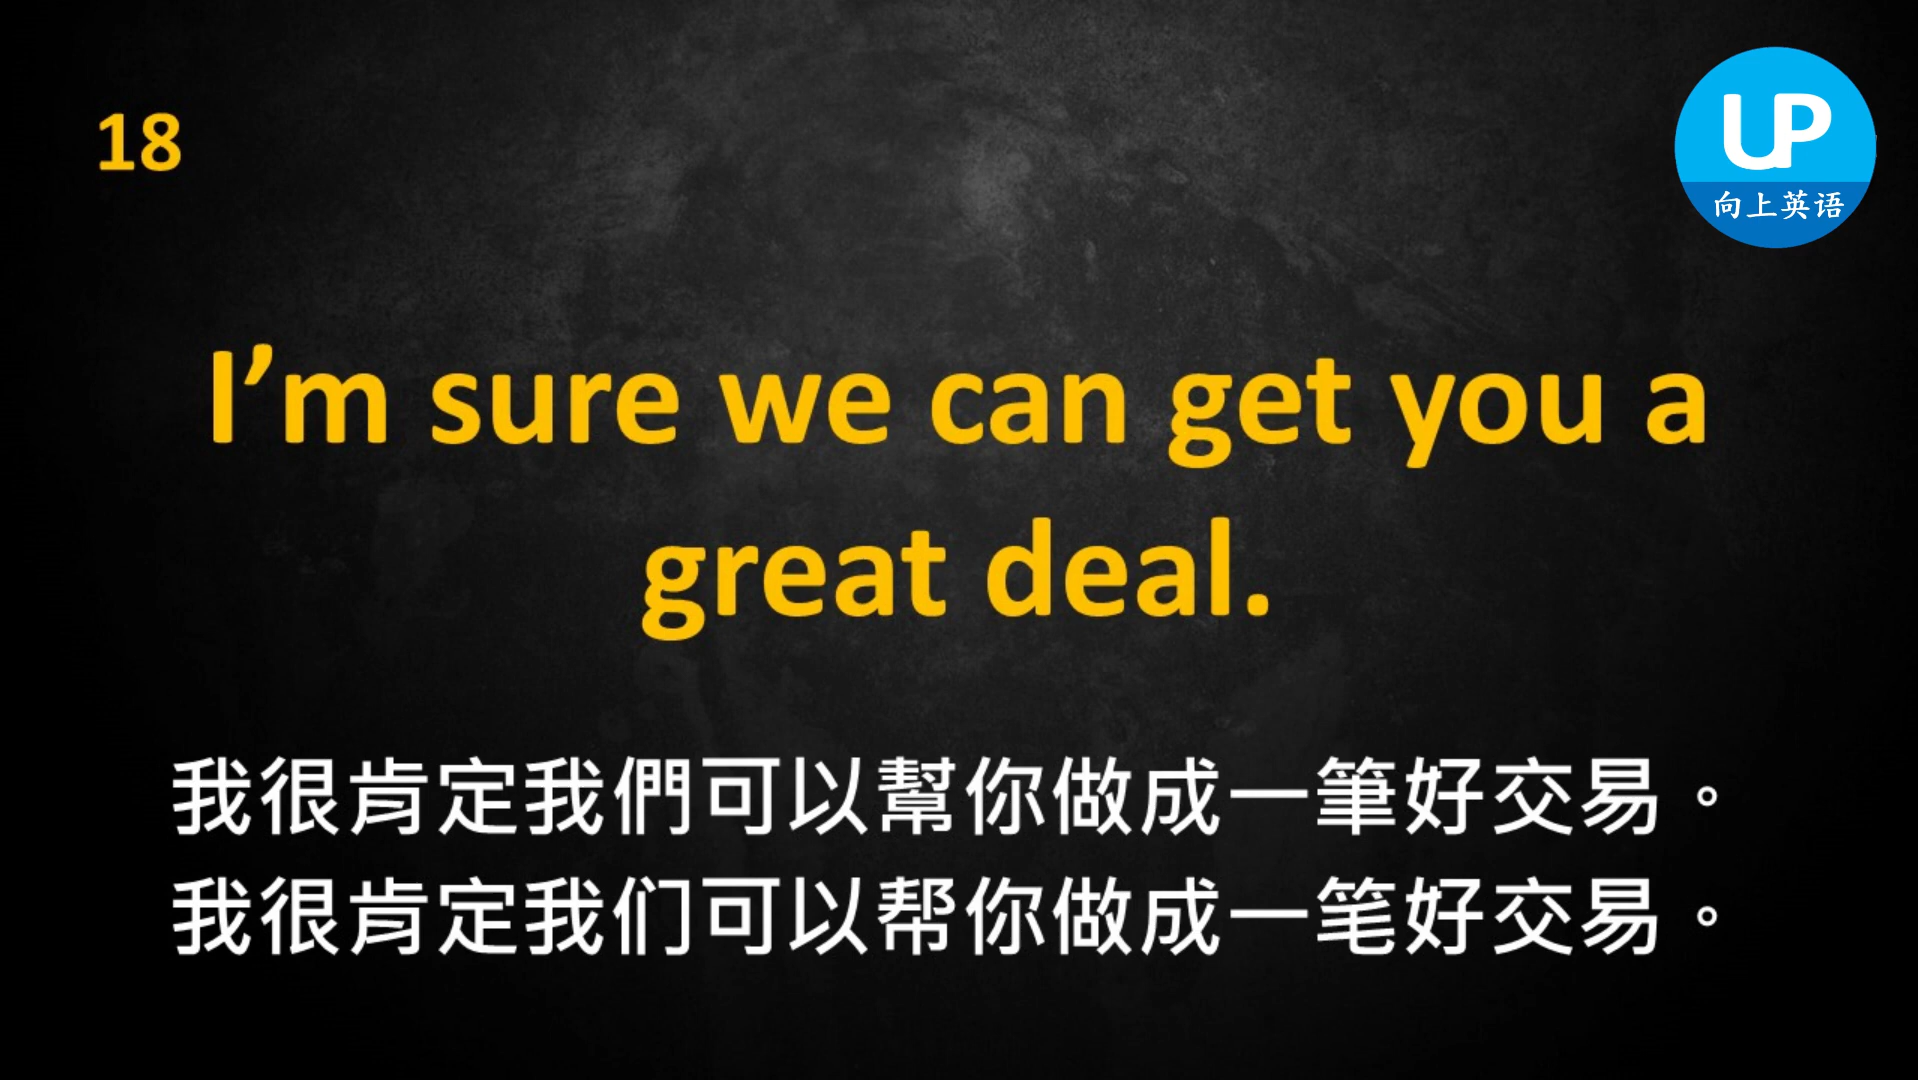 18
UP
向上英语
I’m sure we can get you a
great deal.
我很肯定我們可以幫你做成一筆好交易。
我很肯定我们可以帮你做成一笔好交易。